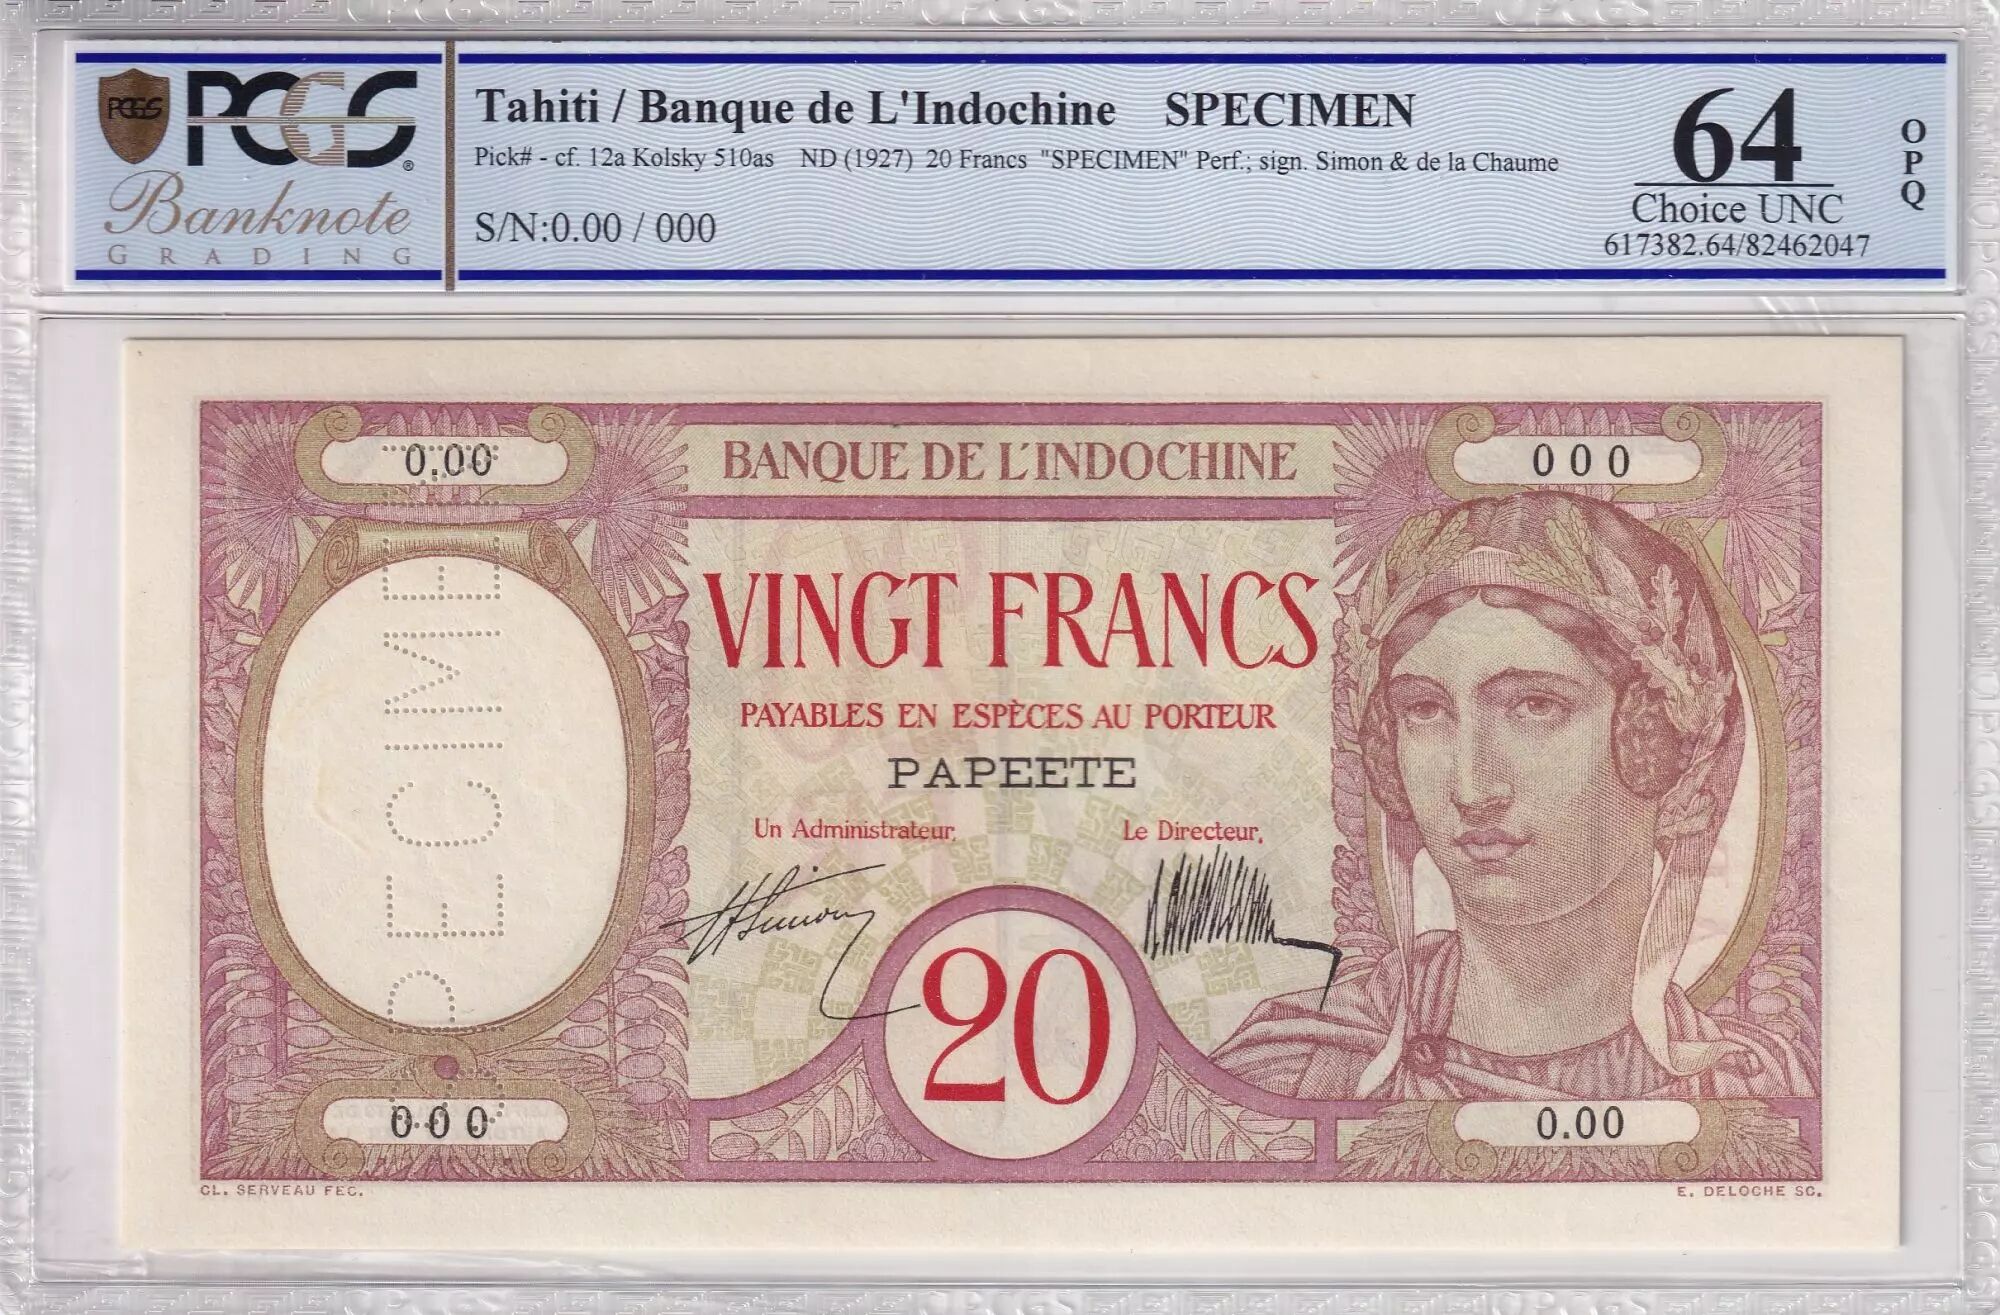 PCGS
PCGS®
Banknote
GRADING
Tahiti / Banque de L'Indochine SPECIMEN
Pick# - cf. 12a Kolsky 510as ND (1927) 20 Francs "SPECIMEN" Perf.; sign. Simon & de la Chaume
S/N:0.00 / 000
64
Choice UNC
617382.64/82462047
OPQ
0.00
BANQUE DE L'INDOCHINE
000
VINGT FRANCS
PAYABLES EN ESPÈCES AU PORTEUR
PAPEETE
Un Administrateur,
Le Directeur,
20
000
0.00
CL. SERVEAU FEC.
E. DELOCHE SC.
SPECIMEN